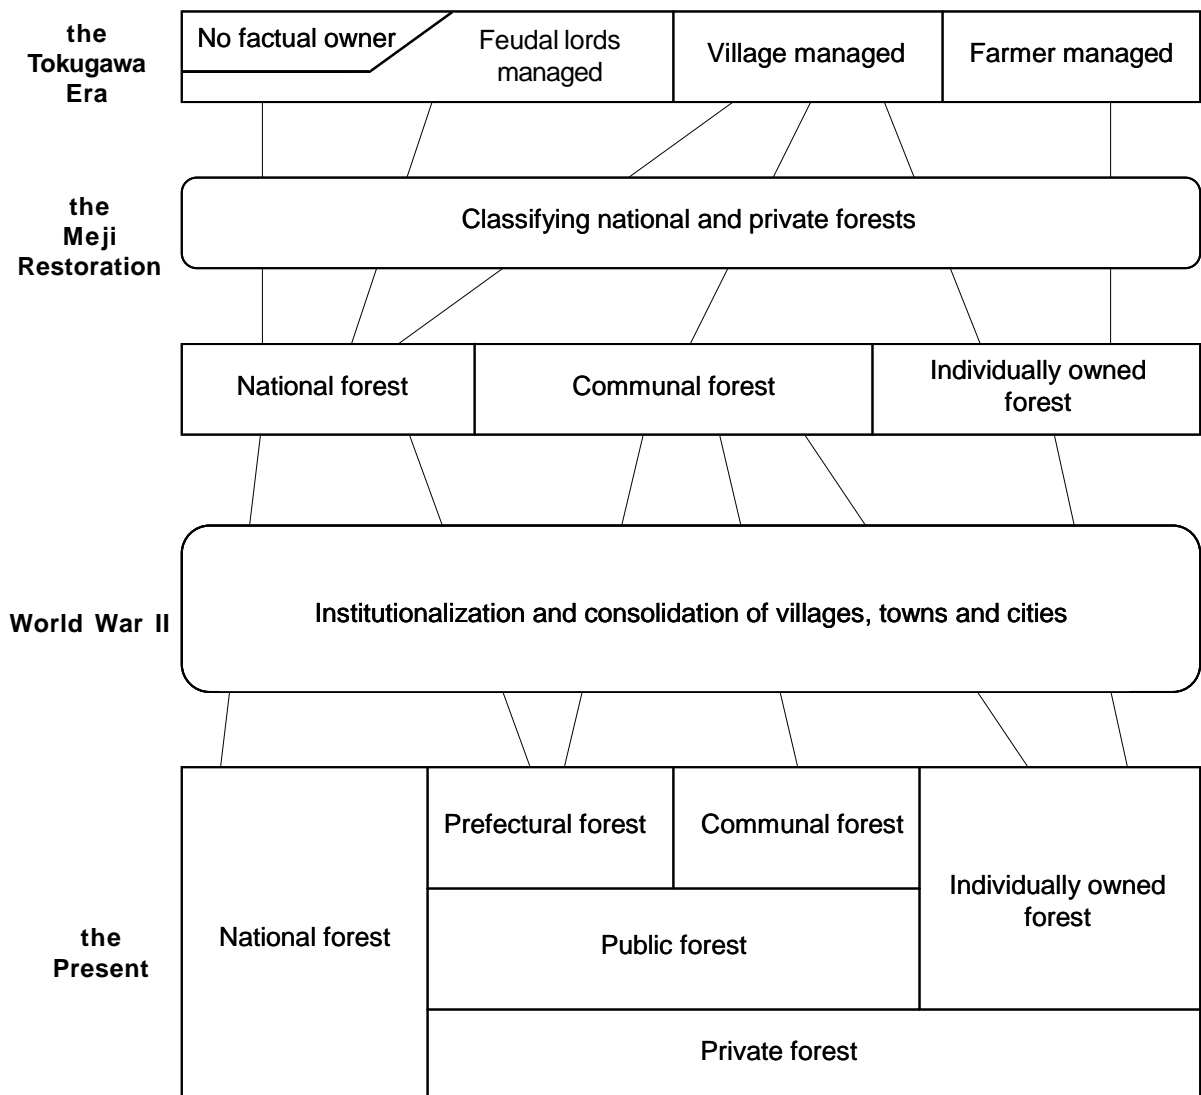 the
Tokugawa
Era
No factual owner
Feudal lords
managed
Village managed
Farmer managed
the
Meji
Restoration
Classifying national and private forests
National forest
Communal forest
Individually owned
forest
World War II
Institutionalization and consolidation of villages, towns and cities
the
Present
National forest
Prefectural forest
Communal forest
Individually owned
forest
Public forest
Private forest